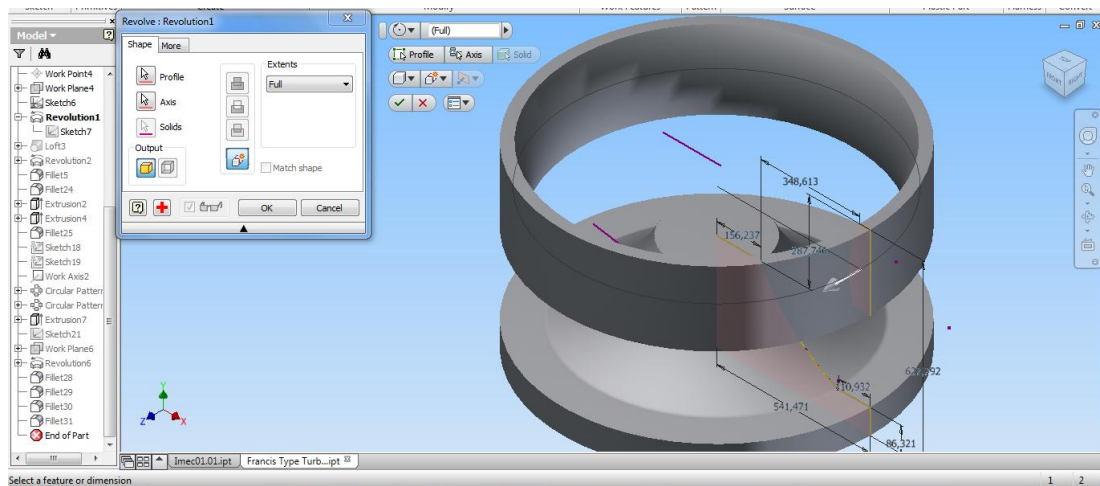 Revolve : Revolution1
Shape
More
Profile
Axis
Solids
Output
Extents
Full
Match shape
OK
Cancel
(Full)
Profile
Axis
Solid
Model
Work Point4
Work Plane4
Sketch6
Revolution1
Sketch7
Loft3
Revolution2
Fillet5
Fillet24
Extrusion2
Extrusion4
Fillet25
Sketch18
Sketch19
Work Axis2
Circular Pattern
Circular Pattern
Extrusion7
Sketch21
Work Plane6
Revolution6
Fillet28
Fillet29
Fillet30
Fillet31
End of Part
TOP
FRONT
RIGHT
348,613
156,237
287,746
541,471
86,321
Y
Z
X
Imec01.01.ipt
Francis Type Turb...ipt
Select a feature or dimension
1
2